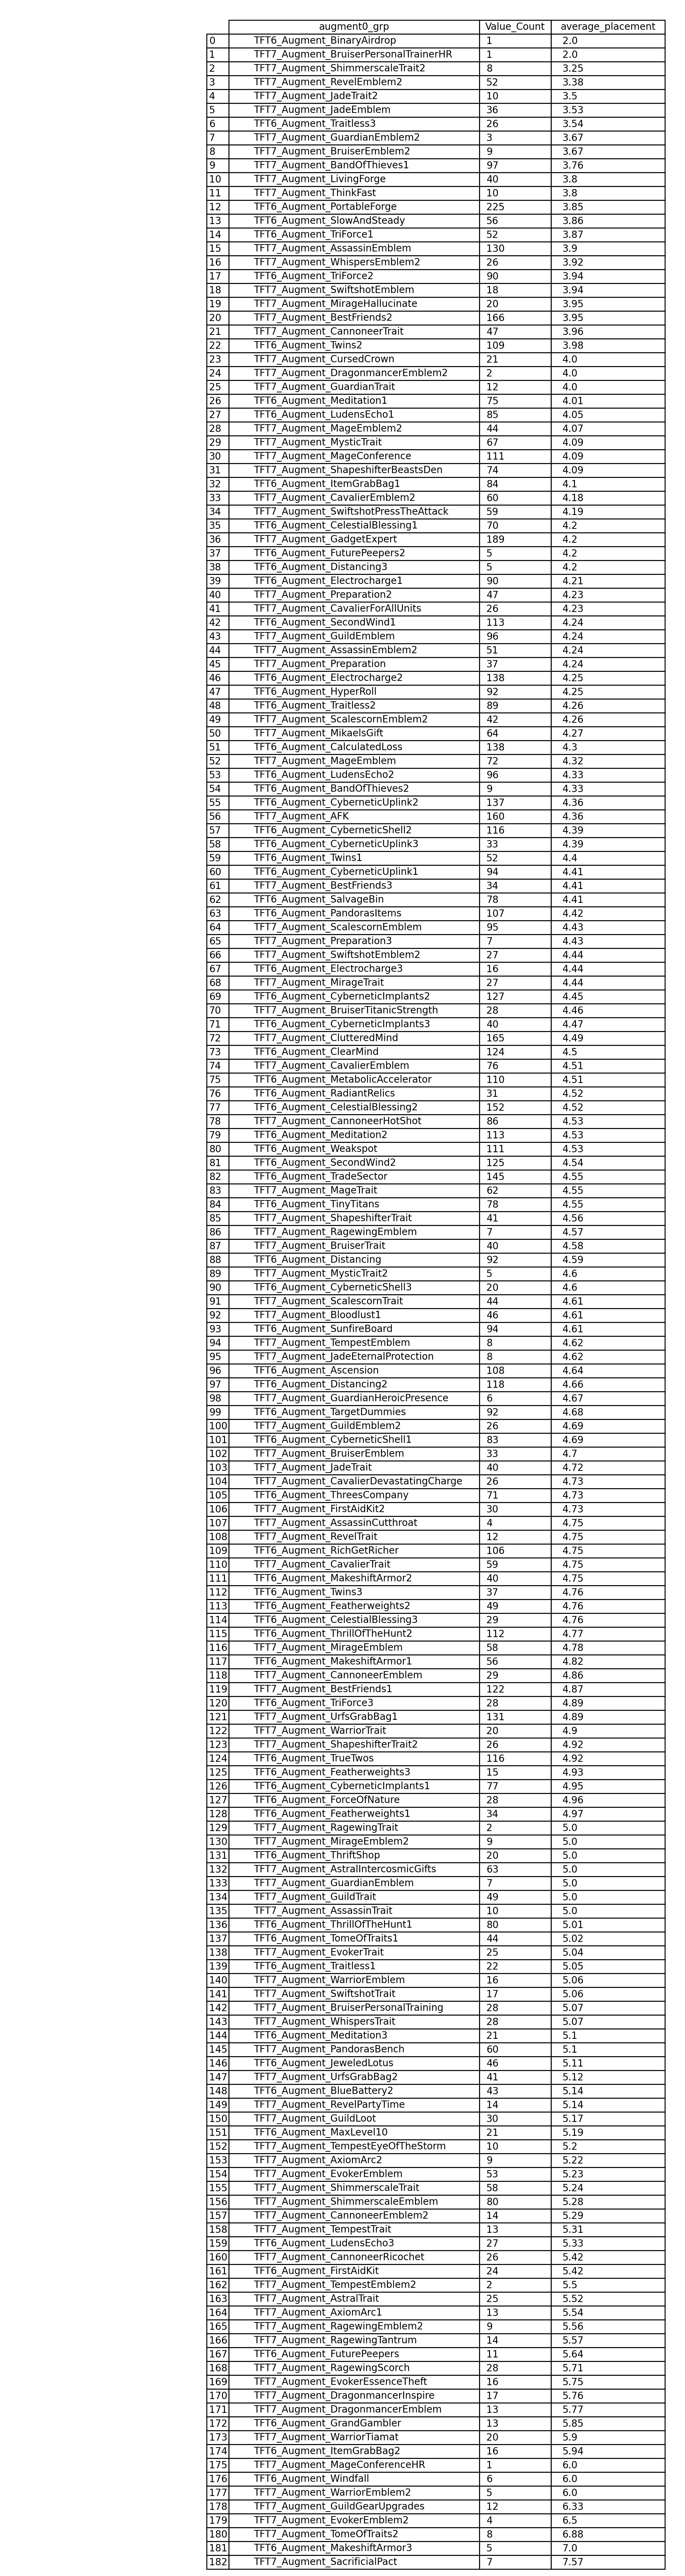 augment0_grp Value_Count average_placement
0 TFT6_Augment_BinaryAirdrop 1 2.0
1 TFT7_Augment_BruiserPersonalTrainerHR 1 2.0
2 TFT7_Augment_ShimmerscaleTrait2 8 3.25
3 TFT7_Augment_RevelEmblem2 52 3.38
4 TFT7_Augment_JadeTrait2 10 3.5
5 TFT7_Augment_JadeEmblem 36 3.53
6 TFT6_Augment_Traitless3 26 3.54
7 TFT7_Augment_GuardianEmblem2 3 3.67
8 TFT7_Augment_BruiserEmblem2 9 3.67
9 TFT7_Augment_BandOfThieves1 97 3.76
10 TFT7_Augment_LivingForge 40 3.8
11 TFT7_Augment_ThinkFast 10 3.8
12 TFT6_Augment_PortableForge 225 3.85
13 TFT6_Augment_SlowAndSteady 56 3.86
14 TFT6_Augment_TriForce1 52 3.87
15 TFT7_Augment_AssassinEmblem 130 3.9
16 TFT7_Augment_WhispersEmblem2 26 3.92
17 TFT6_Augment_TriForce2 90 3.94
18 TFT7_Augment_SwiftshotEmblem 18 3.94
19 TFT7_Augment_MirageHallucinate 20 3.95
20 TFT7_Augment_BestFriends2 166 3.95
21 TFT7_Augment_CannoneerTrait 47 3.96
22 TFT6_Augment_Twins2 109 3.98
23 TFT7_Augment_CursedCrown 21 4.0
24 TFT7_Augment_DragonmancerEmblem2 2 4.0
25 TFT7_Augment_GuardianTrait 12 4.0
26 TFT6_Augment_Meditation1 75 4.01
27 TFT6_Augment_LudensEcho1 85 4.05
28 TFT7_Augment_MageEmblem2 44 4.07
29 TFT7_Augment_MysticTrait 67 4.09
30 TFT7_Augment_MageConference 111 4.09
31 TFT7_Augment_ShapeshifterBeastsDen 74 4.09
32 TFT6_Augment_ItemGrabBag1 84 4.1
33 TFT7_Augment_CavalierEmblem2 60 4.18
34 TFT7_Augment_SwiftshotPressTheAttack 59 4.19
35 TFT6_Augment_CelestialBlessing1 70 4.2
36 TFT7_Augment_GadgetExpert 189 4.2
37 TFT6_Augment_FuturePeepers2 5 4.2
38 TFT6_Augment_Distancing3 5 4.2
39 TFT6_Augment_Electrocharge1 90 4.21
40 TFT7_Augment_Preparation2 47 4.23
41 TFT7_Augment_CavalierForAllUnits 26 4.23
42 TFT6_Augment_SecondWind1 113 4.24
43 TFT7_Augment_GuildEmblem 96 4.24
44 TFT7_Augment_AssassinEmblem2 51 4.24
45 TFT7_Augment_Preparation 37 4.24
46 TFT6_Augment_Electrocharge2 138 4.25
47 TFT6_Augment_HyperRoll 92 4.25
48 TFT6_Augment_Traitless2 89 4.26
49 TFT7_Augment_ScalescornEmblem2 42 4.26
50 TFT7_Augment_MikaelsGift 64 4.27
51 TFT6_Augment_CalculatedLoss 138 4.3
52 TFT7_Augment_MageEmblem 72 4.32
53 TFT6_Augment_LudensEcho2 96 4.33
54 TFT7_Augment_BandOfThieves2 9 4.33
55 TFT6_Augment_CyberneticUplink2 137 4.36
56 TFT7_Augment_AFK 160 4.36
57 TFT6_Augment_CyberneticShell2 116 4.39
58 TFT6_Augment_CyberneticUplink3 33 4.39
59 TFT6_Augment_Twins1 52 4.4
60 TFT6_Augment_CyberneticUplink1 94 4.41
61 TFT7_Augment_BestFriends3 34 4.41
62 TFT6_Augment_SalvageBin 78 4.41
63 TFT6_Augment_PandorasItems 107 4.42
64 TFT7_Augment_ScalescornEmblem 95 4.43
65 TFT7_Augment_Preparation3 7 4.43
66 TFT7_Augment_SwiftshotEmblem2 27 4.44
67 TFT6_Augment_Electrocharge3 16 4.44
68 TFT7_Augment_MirageTrait 27 4.44
69 TFT6_Augment_CyberneticImplants2 127 4.45
70 TFT7_Augment_BruiserTitanicStrength 28 4.46
71 TFT6_Augment_CyberneticImplants3 40 4.47
72 TFT7_Augment_ClutteredMind 165 4.49
73 TFT6_Augment_ClearMind 124 4.5
74 TFT7_Augment_CavalierEmblem 76 4.51
75 TFT6_Augment_MetabolicAccelerator 110 4.51
76 TFT6_Augment_RadiantRelics 31 4.52
77 TFT6_Augment_CelestialBlessing2 152 4.52
78 TFT7_Augment_CannoneerHotShot 86 4.53
79 TFT6_Augment_Meditation2 113 4.53
80 TFT6_Augment_Weakspot 111 4.53
81 TFT6_Augment_SecondWind2 125 4.54
82 TFT6_Augment_TradeSector 145 4.55
83 TFT7_Augment_MageTrait 62 4.55
84 TFT6_Augment_TinyTitans 78 4.55
85 TFT7_Augment_ShapeshifterTrait 41 4.56
86 TFT7_Augment_RagewingEmblem 7 4.57
87 TFT7_Augment_BruiserTrait 40 4.58
88 TFT6_Augment_Distancing 92 4.59
89 TFT7_Augment_MysticTrait2 5 4.6
90 TFT6_Augment_CyberneticShell3 20 4.6
91 TFT7_Augment_ScalescornTrait 44 4.61
92 TFT7_Augment_Bloodlust1 46 4.61
93 TFT6_Augment_SunfireBoard 94 4.61
94 TFT7_Augment_TempestEmblem 8 4.62
95 TFT7_Augment_JadeEternalProtection 8 4.62
96 TFT6_Augment_Ascension 108 4.64
97 TFT6_Augment_Distancing2 118 4.66
98 TFT7_Augment_GuardianHeroicPresence 6 4.67
99 TFT6_Augment_TargetDummies 92 4.68
100 TFT7_Augment_GuildEmblem2 26 4.69
101 TFT6_Augment_CyberneticShell1 83 4.69
102 TFT7_Augment_BruiserEmblem 33 4.7
103 TFT7_Augment_JadeTrait 40 4.72
104 TFT7_Augment_CavalierDevastatingCharge 26 4.73
105 TFT6_Augment_ThreesCompany 71 4.73
106 TFT7_Augment_FirstAidKit2 30 4.73
107 TFT7_Augment_AssassinCutthroat 4 4.75
108 TFT7_Augment_RevelTrait 12 4.75
109 TFT6_Augment_RichGetRicher 106 4.75
110 TFT7_Augment_CavalierTrait 59 4.75
111 TFT6_Augment_MakeshiftArmor2 40 4.75
112 TFT6_Augment_Twins3 37 4.76
113 TFT6_Augment_Featherweights2 49 4.76
114 TFT6_Augment_CelestialBlessing3 29 4.76
115 TFT6_Augment_ThrillOfTheHunt2 112 4.77
116 TFT7_Augment_MirageEmblem 58 4.78
117 TFT6_Augment_MakeshiftArmor1 56 4.82
118 TFT7_Augment_CannoneerEmblem 29 4.86
119 TFT7_Augment_BestFriends1 122 4.87
120 TFT6_Augment_TriForce3 28 4.89
121 TFT7_Augment_UrfsGrabBag1 131 4.89
122 TFT7_Augment_WarriorTrait 20 4.9
123 TFT7_Augment_ShapeshifterTrait2 26 4.92
124 TFT6_Augment_TrueTwos 116 4.92
125 TFT6_Augment_Featherweights3 15 4.93
126 TFT6_Augment_CyberneticImplants1 77 4.95
127 TFT6_Augment_ForceOfNature 28 4.96
128 TFT6_Augment_Featherweights1 34 4.97
129 TFT7_Augment_RagewingTrait 2 5.0
130 TFT7_Augment_MirageEmblem2 9 5.0
131 TFT6_Augment_ThriftShop 20 5.0
132 TFT7_Augment_AstralIntercosmicGifts 63 5.0
133 TFT7_Augment_GuardianEmblem 7 5.0
134 TFT7_Augment_GuildTrait 49 5.0
135 TFT7_Augment_AssassinTrait 10 5.0
136 TFT6_Augment_ThrillOfTheHunt1 80 5.01
137 TFT6_Augment_TomeOfTraits1 44 5.02
138 TFT7_Augment_EvokerTrait 25 5.04
139 TFT6_Augment_Traitless1 22 5.05
140 TFT7_Augment_WarriorEmblem 16 5.06
141 TFT7_Augment_SwiftshotTrait 17 5.06
142 TFT7_Augment_BruiserPersonalTraining 28 5.07
143 TFT7_Augment_WhispersTrait 28 5.07
144 TFT6_Augment_Meditation3 21 5.1
145 TFT7_Augment_PandorasBench 60 5.1
146 TFT6_Augment_JeweledLotus 46 5.11
147 TFT7_Augment_UrfsGrabBag2 41 5.12
148 TFT6_Augment_BlueBattery2 43 5.14
149 TFT7_Augment_RevelPartyTime 14 5.14
150 TFT7_Augment_GuildLoot 30 5.17
151 TFT6_Augment_MaxLevel10 21 5.19
152 TFT7_Augment_TempestEyeOfTheStorm 10 5.2
153 TFT7_Augment_AxiomArc2 9 5.22
154 TFT7_Augment_EvokerEmblem 53 5.23
155 TFT7_Augment_ShimmerscaleTrait 58 5.24
156 TFT7_Augment_ShimmerscaleEmblem 80 5.28
157 TFT7_Augment_CannoneerEmblem2 14 5.29
158 TFT7_Augment_TempestTrait 13 5.31
159 TFT6_Augment_LudensEcho3 27 5.33
160 TFT7_Augment_CannoneerRicochet 26 5.42
161 TFT6_Augment_FirstAidKit 24 5.42
162 TFT7_Augment_TempestEmblem2 2 5.5
163 TFT7_Augment_AstralTrait 25 5.52
164 TFT7_Augment_AxiomArc1 13 5.54
165 TFT7_Augment_RagewingEmblem2 9 5.56
166 TFT7_Augment_RagewingTantrum 14 5.57
167 TFT6_Augment_FuturePeepers 11 5.64
168 TFT7_Augment_RagewingScorch 28 5.71
169 TFT7_Augment_EvokerEssenceTheft 16 5.75
170 TFT7_Augment_DragonmancerInspire 17 5.76
171 TFT7_Augment_DragonmancerEmblem 13 5.77
172 TFT6_Augment_GrandGambler 13 5.85
173 TFT7_Augment_WarriorTiamat 20 5.9
174 TFT6_Augment_ItemGrabBag2 16 5.94
175 TFT7_Augment_MageConferenceHR 1 6.0
176 TFT6_Augment_Windfall 6 6.0
177 TFT7_Augment_WarriorEmblem2 5 6.0
178 TFT7_Augment_GuildGearUpgrades 12 6.33
179 TFT7_Augment_EvokerEmblem2 4 6.5
180 TFT7_Augment_TomeOfTraits2 8 6.88
181 TFT6_Augment_MakeshiftArmor3 5 7.0
182 TFT7_Augment_SacrificialPact 7 7.57